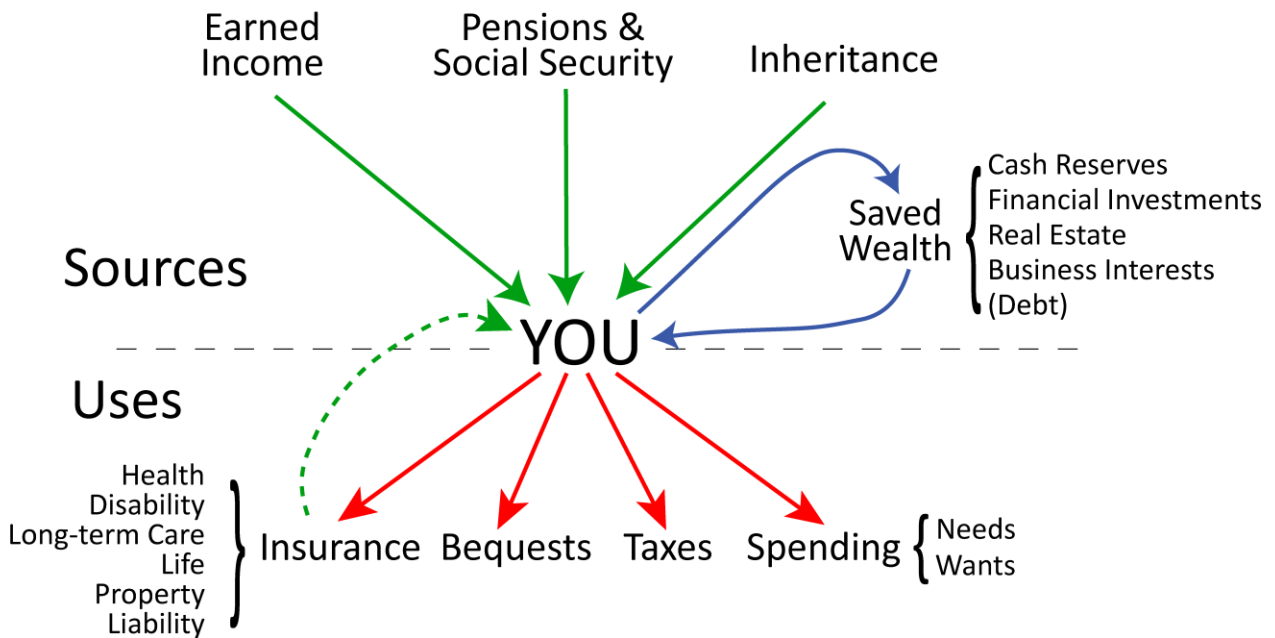 Earned
Income
Pensions &
Social Security
Inheritance
Saved
Wealth
Cash Reserves
Financial Investments
Real Estate
Business Interests
(Debt)
Sources
YOU
Uses
Health
Disability
Long-term Care
Life
Property
Liability
Insurance
Bequests
Taxes
Spending
Needs
Wants